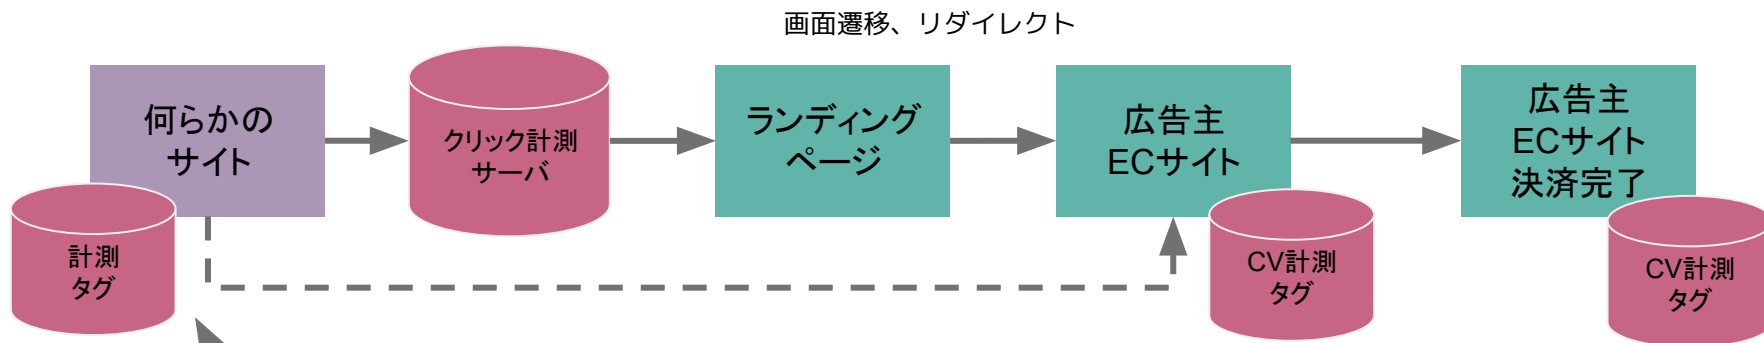 画面遷移、リダイレクト
何らかの
サイト
クリック計測
サーバ
ランディング
ページ
広告主
ECサイト
広告主
ECサイト
決済完了
計測
タグ
CV計測
タグ
CV計測
タグ